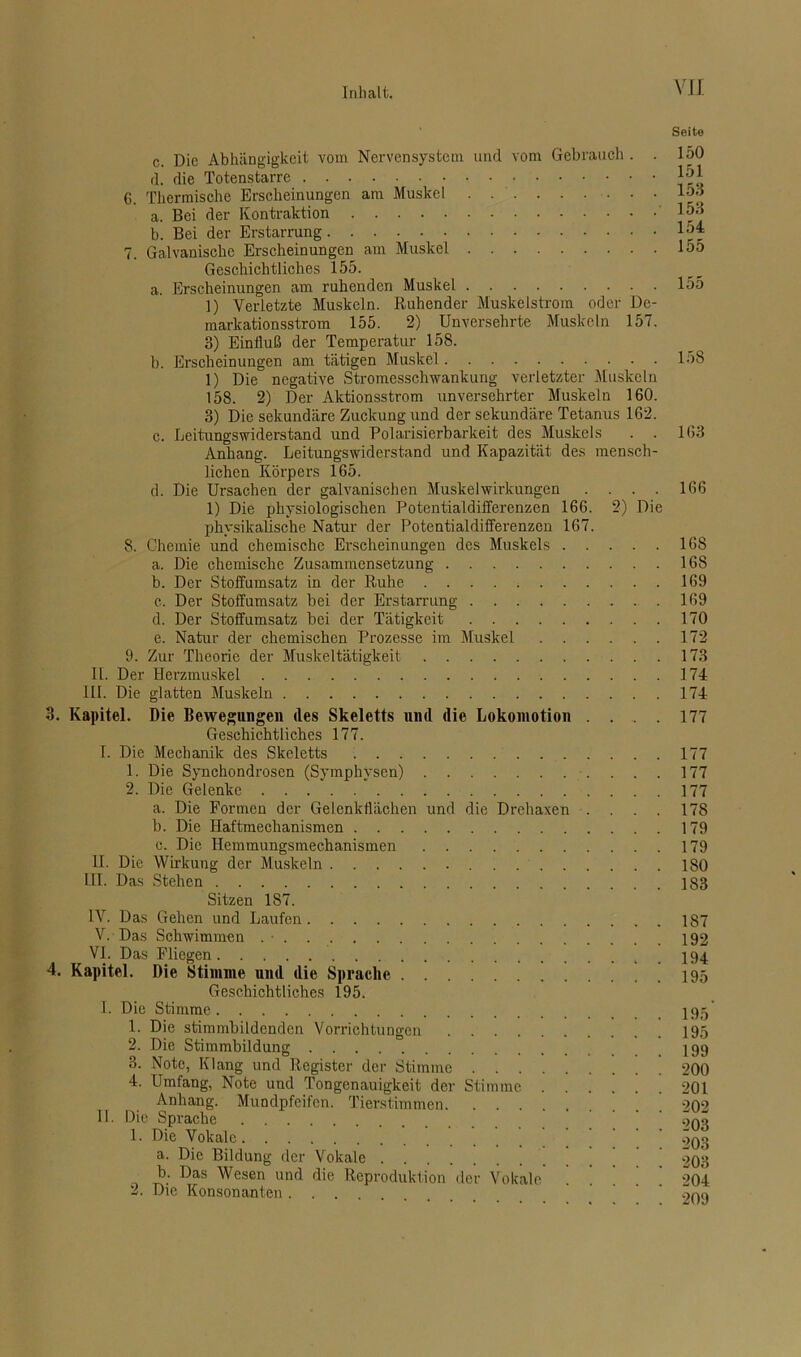 Inhalt. VII
Seite
c. Die Abhängigkeit vom Nervensystem und vom Gebrauch . . 150
d. die Totenstarre . . . . . . . . . . . . . . . 151
6. Thermische Erscheinungen am Muskel . . . . . . . . . 153
a. Bei der Kontraktion . . . . . . . . . . . . . . 153
b. Bei der Erstarrung . . . . . . . . . . . . . . . 154
7. Galvanische Erscheinungen am Muskel . . . . . . . . . 155
Geschichtliches 155.
a. Erscheinungen am ruhenden Muskel . . . . . . . . . 155
1) Verletzte Muskeln. Ruhender Muskelstrom oder De-
markationsstrom 155. 2) Unversehrte Muskeln 157.
3) Einfluß der Temperatur 158.
b. Erscheinungen am tätigen Muskel . . . . . . . . . . 158
1) Die negative Stromesschwankung verletzter Muskeln
158. 2) Der Aktionsstrom unversehrter Muskeln 160.
3) Die sekundäre Zuckung und der sekundäre Tetanus 162.
c. Leitungswiderstand und Polarisierbarkeit des Muskels . . 163
Anhang. Leitungswiderstand und Kapazität des mensch-
lichen Körpers 165.
d. Die Ursachen der galvanischen Muskelwirkungen . . . . 166
1) Die physiologischen Potentialdifferenzen 166. 2) Die
physikalische Natur der Potentialdifferenzen 167.
8. Chemie und chemische Erscheinungen des Muskels . . . . . 168
a. Die chemische Zusammensetzung . . . . . . . . . . 168
b. Der Stoffumsatz in der Ruhe . . . . . . . . . . . 169
c. Der Stoffumsatz bei der Erstarrung . . . . . . . . . 169
d. Der Stoffumsatz bei der Tätigkeit . . . . . . . . . 170
e. Natur der chemischen Prozesse im Muskel . . . . . . 172
9. Zur Theorie der Muskeltätigkeit . . . . . . . . . . . 173
II. Der Herzmuskel . . . . . . . . . . . . . . . . . . 174
III. Die glatten Muskeln . . . . . . . . . . . . . . . . . 174
3. Kapitel. Die Bewegungen des Skeletts und die Lokomotion . . . . 177
Geschichtliches 177.
I. Die Mechanik des Skeletts . . . . . . . . . . . . . . 177
1. Die Synchondrosen (Symphysen) . . . . . . . . . . . 177
2. Die Gelenke . . . . . . . . . . . . . . . . . . 177
a. Die Formen der Gelenkflächen und die Drehaxen . . . . 178
b. Die Haftmechanismen . . . . . . . . . . . . . . 179
c. Die Hemmungsmechanismen . . . . . . . . . . . 179
II. Die Wirkung der Muskeln . . . . . . . . . . . . . . . 180
III. Das Stehen . . . . . . . . . . . . . . . . . . . . 183
Sitzen 187.
IV. Das Gehen und Laufen . . . . . . . . . . . . . . . . 187
V. Das Schwimmen . . . . . . . . . . . . . . . . . . 192
VI. Das Fliegen . . . . . . . . . . . . . . . . . . . . 194
4. Kapitel. Die Stimme und die Sprache . . . . . . . . . . . . 195
Geschichtliches 195.
I. Die Stimme . . . . . . . . . . . . . . . . . . . . 195
1. Die stimmbildenden Vorrichtungen . . . . . . . . . . 195
2. Die Stimmbildung . . . . . . . . . . . . . . . . 199
3. Note, Klang und Register der Stimme . . . . . . . . . 200
4. Umfang, Note und Tongenauigkeit der Stimme . . . . . . 201
Anhang. Mundpfeifen. Tierstimmen. . . . . . . . . . . 202
II. Die Sprache . . . . . . . . . . . . . . . . . . . 203
1. Die Vokale . . . . . . . . . . . . . . . . . . . 203
a. Die Bildung der Vokale . . . . . . . . . . . . . 203
b. Das Wesen und die Reproduktion der Vokale . . . . . 204
2. Die Konsonanten . . . . . . . . . . . . . . . . . 209